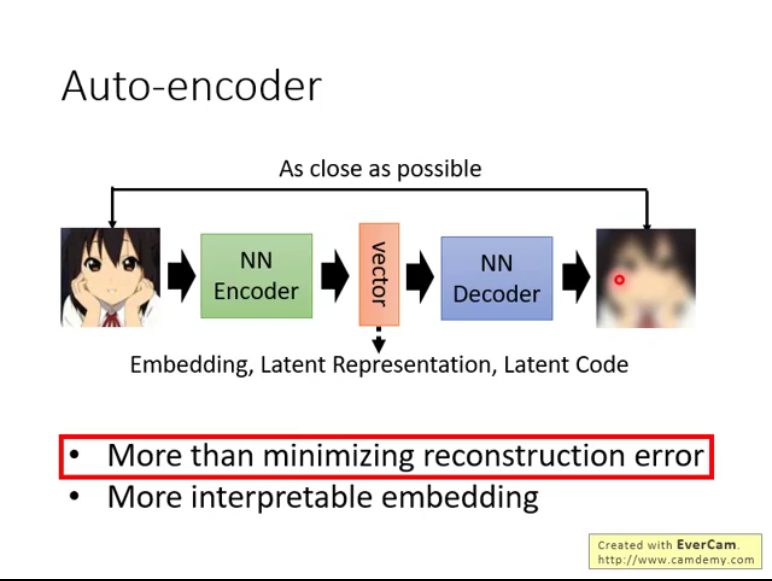 Auto-encoder
As close as possible
NN
Encoder
vector
NN
Decoder
Embedding, Latent Representation, Latent Code
• More than minimizing reconstruction error
• More interpretable embedding
Created with EverCam.
http://www.camdemy.com